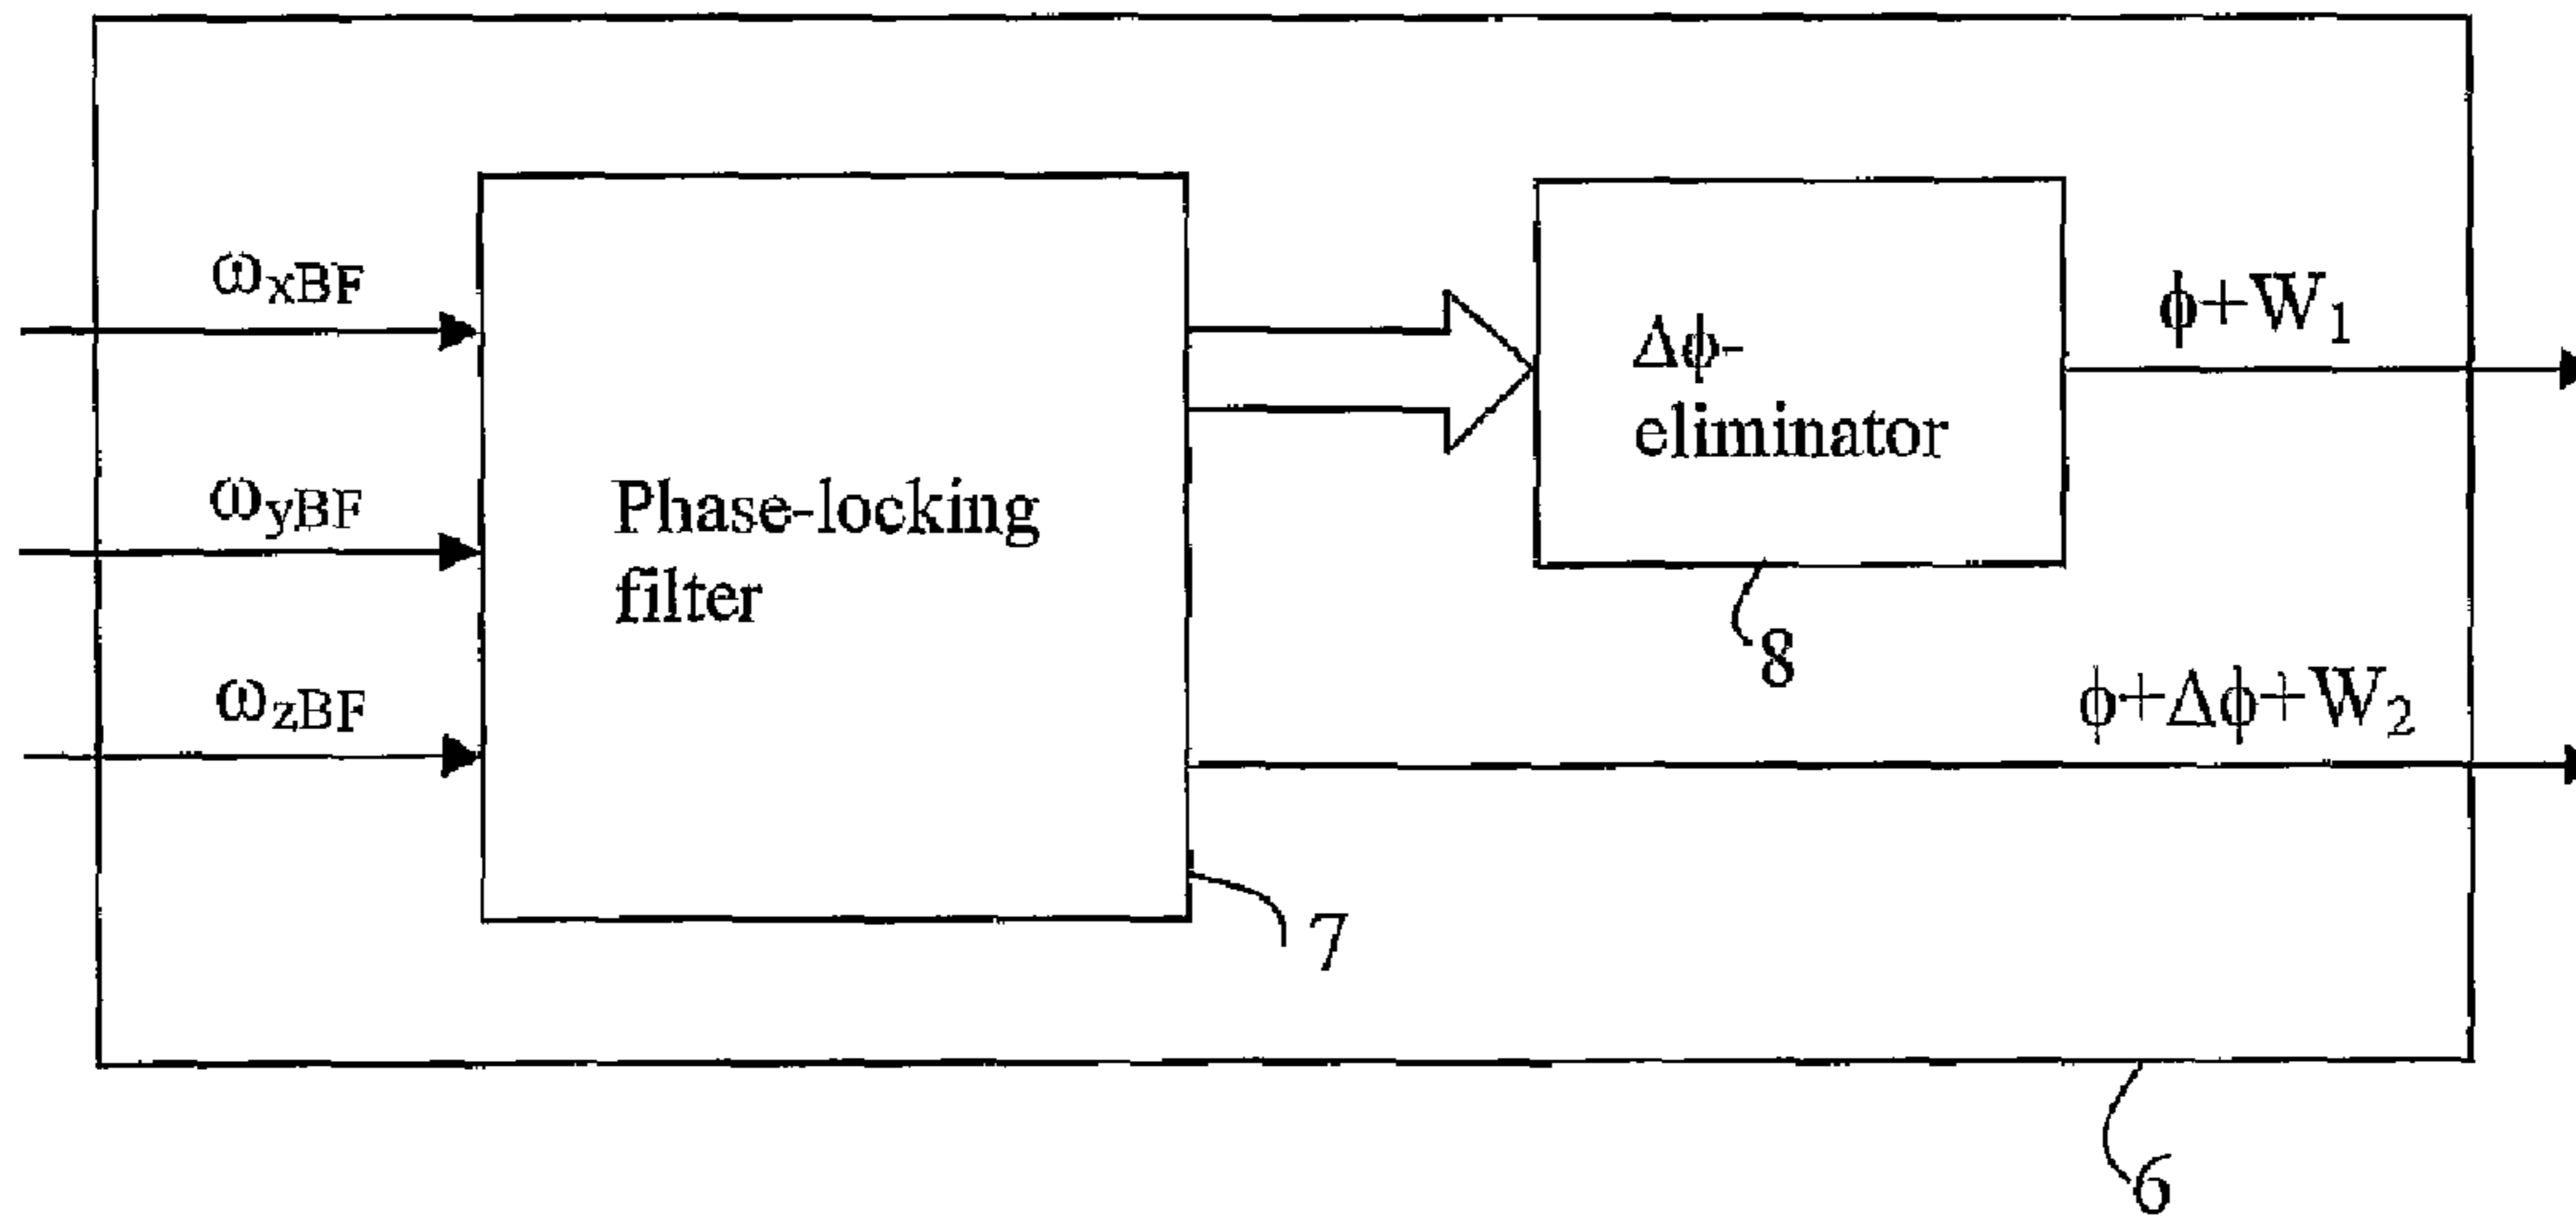 ωxBF
ωyBF
ωzBF
Phase-locking
filter
Δϕ-
eliminator
ϕ+W1
8
ϕ+Δϕ+W2
7
6